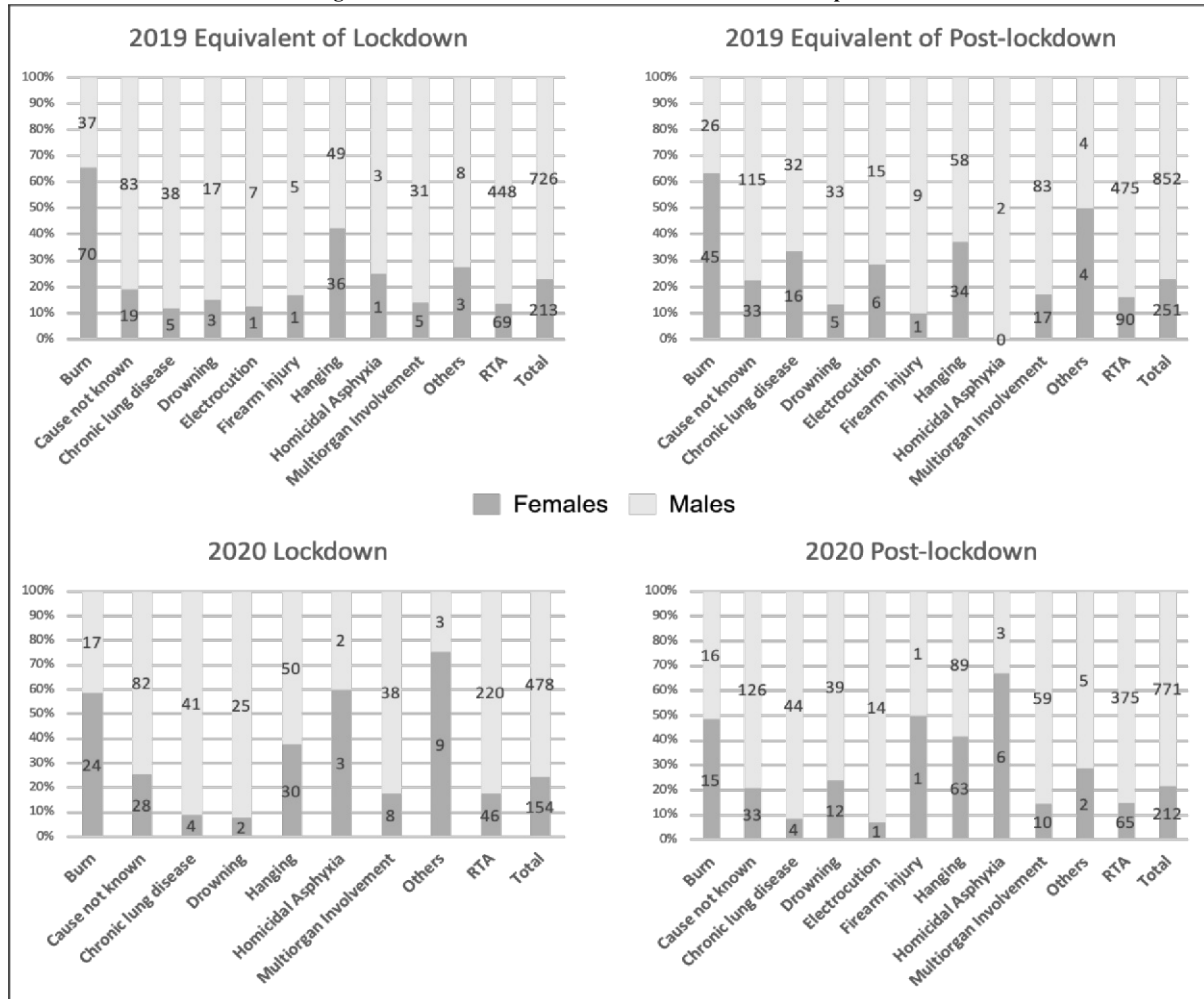 2019 Equivalent of Lockdown
100%
90%
80%
70%
60%
50%
40%
30%
20%
10%
0%
37 83 38 17 7 5 49 3 31 8 448 726
70 19 5 3 1 1 36 1 5 3 69 213
Burn
Cause not known
Chronic lung disease
Drowning
Electrocution
Firearm injury
Hanging
Homicidal Asphyxia
Multiorgan Involvement
Others
RTA
Total
2019 Equivalent of Post-lockdown
100%
90%
80%
70%
60%
50%
40%
30%
20%
10%
0%
26 115 32 33 15 9 58 2 83 4 475 852
45 33 16 5 6 1 34 0 17 4 90 251
Burn
Cause not known
Chronic lung disease
Drowning
Electrocution
Firearm injury
Hanging
Homicidal Asphyxia
Multiorgan Involvement
Others
RTA
Total
Females Males
2020 Lockdown
100%
90%
80%
70%
60%
50%
40%
30%
20%
10%
0%
17 82 41 25 50 2 38 3 220 478
24 28 4 2 30 3 8 9 46 154
Burn
Cause not known
Chronic lung disease
Drowning
Hanging
Homicidal Asphyxia
Multiorgan Involvement
Others
RTA
Total
2020 Post-lockdown
100%
90%
80%
70%
60%
50%
40%
30%
20%
10%
0%
16 126 44 39 14 1 89 3 59 5 375 771
15 33 4 12 1 1 63 6 10 2 65 212
Burn
Cause not known
Chronic lung disease
Drowning
Electrocution
Firearm injury
Hanging
Homicidal Asphyxia
Multiorgan Involvement
Others
RTA
Total